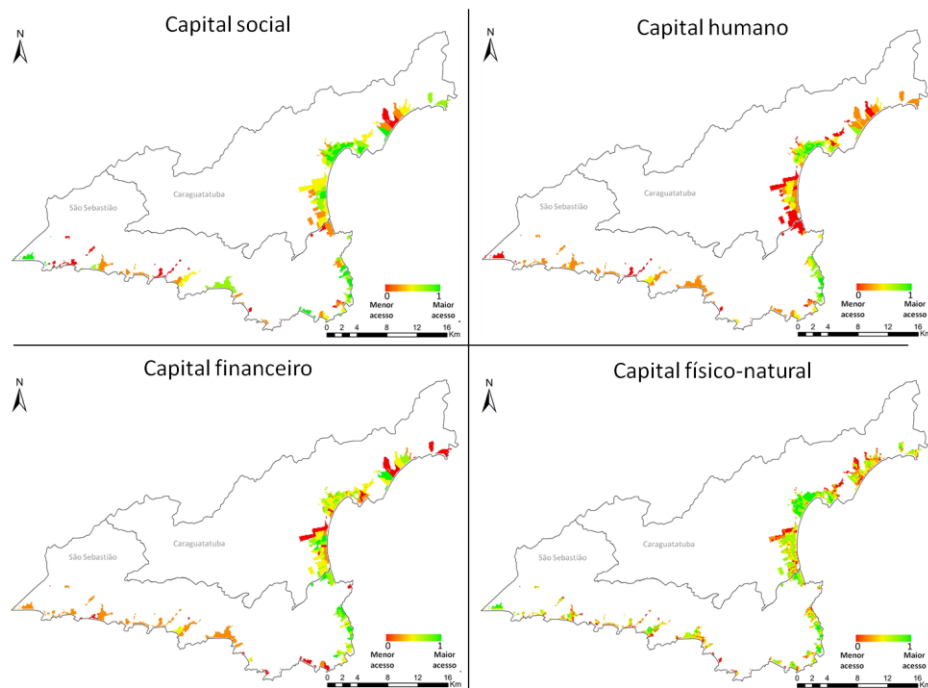 Capital social
N
São Sebastião
Caraguatatuba
0 1
Menor Maior
acesso acesso
0 2 4 8 12 16
Km
Capital humano
N
São Sebastião
Caraguatatuba
0 1
Menor Maior
acesso acesso
0 2 4 8 12 16
Km
Capital financeiro
N
São Sebastião
Caraguatatuba
0 1
Menor Maior
acesso acesso
0 2 4 8 12 16
Km
Capital físico-natural
N
São Sebastião
Caraguatatuba
0 1
Menor Maior
acesso acesso
0 2 4 8 12 16
Km